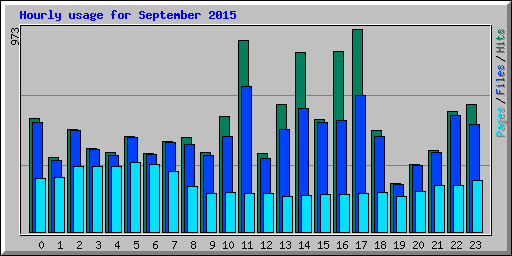 Hourly usage for September 2015
973
Pages / Files / Hits
0 1 2 3 4 5 6 7 8 9 10 11 12 13 14 15 16 17 18 19 20 21 22 23